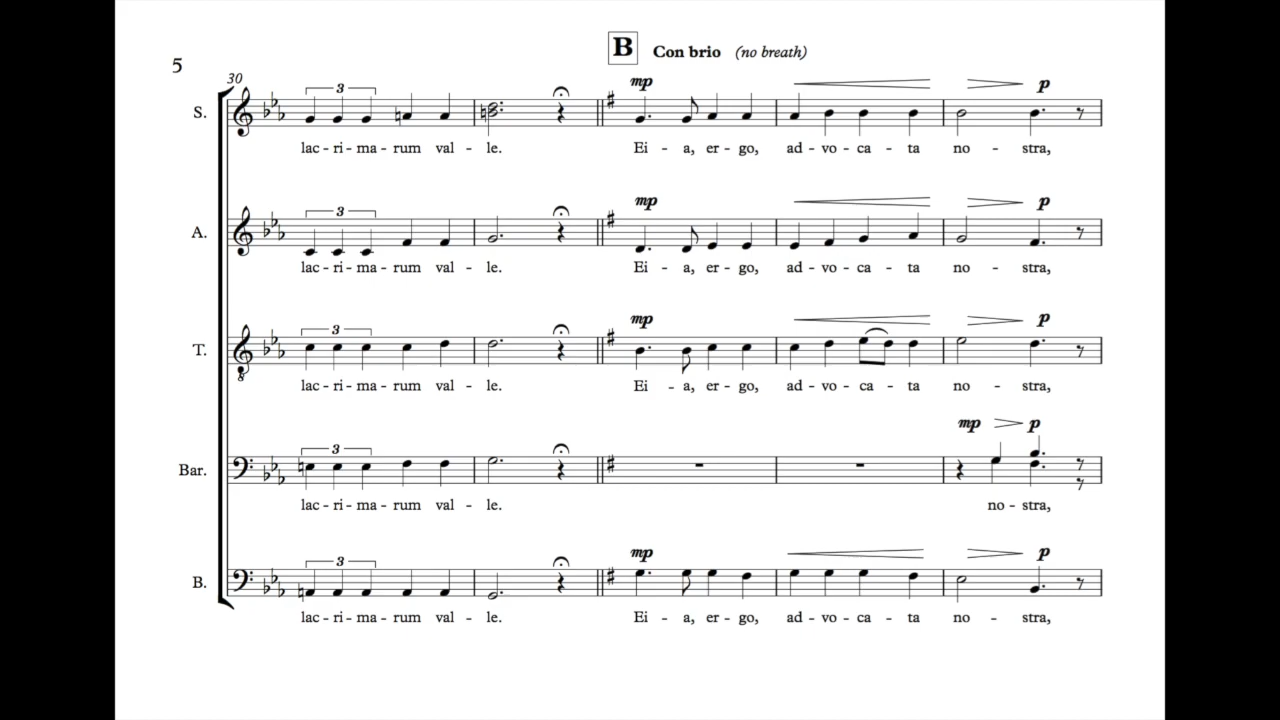 B Con brio (no breath)
5
30
3 mp p
S.
lac - ri - ma - rum val - le. Ei - a, er - go, ad - vo - ca - ta no - stra,
3 mp p
A.
lac - ri - ma - rum val - le. Ei - a, er - go, ad - vo - ca - ta no - stra,
3 mp p
T.
lac - ri - ma - rum val - le. Ei - a, er - go, ad - vo - ca - ta no - stra,
3 mp p
Bar.
lac - ri - ma - rum val - le. no - stra,
3 mp p
B.
lac - ri - ma - rum val - le. Ei - a, er - go, ad - vo - ca - ta no - stra,